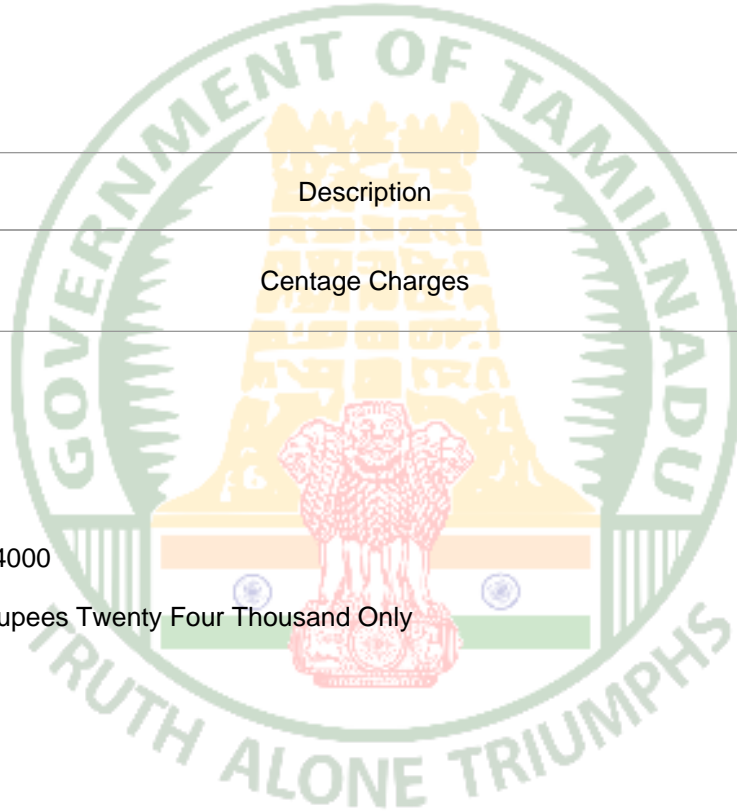 GOVERNMENT OF TAMILNADU
Description
Centage Charges
4000
upees Twenty Four Thousand Only
TRUTH ALONE TRIUMPHS